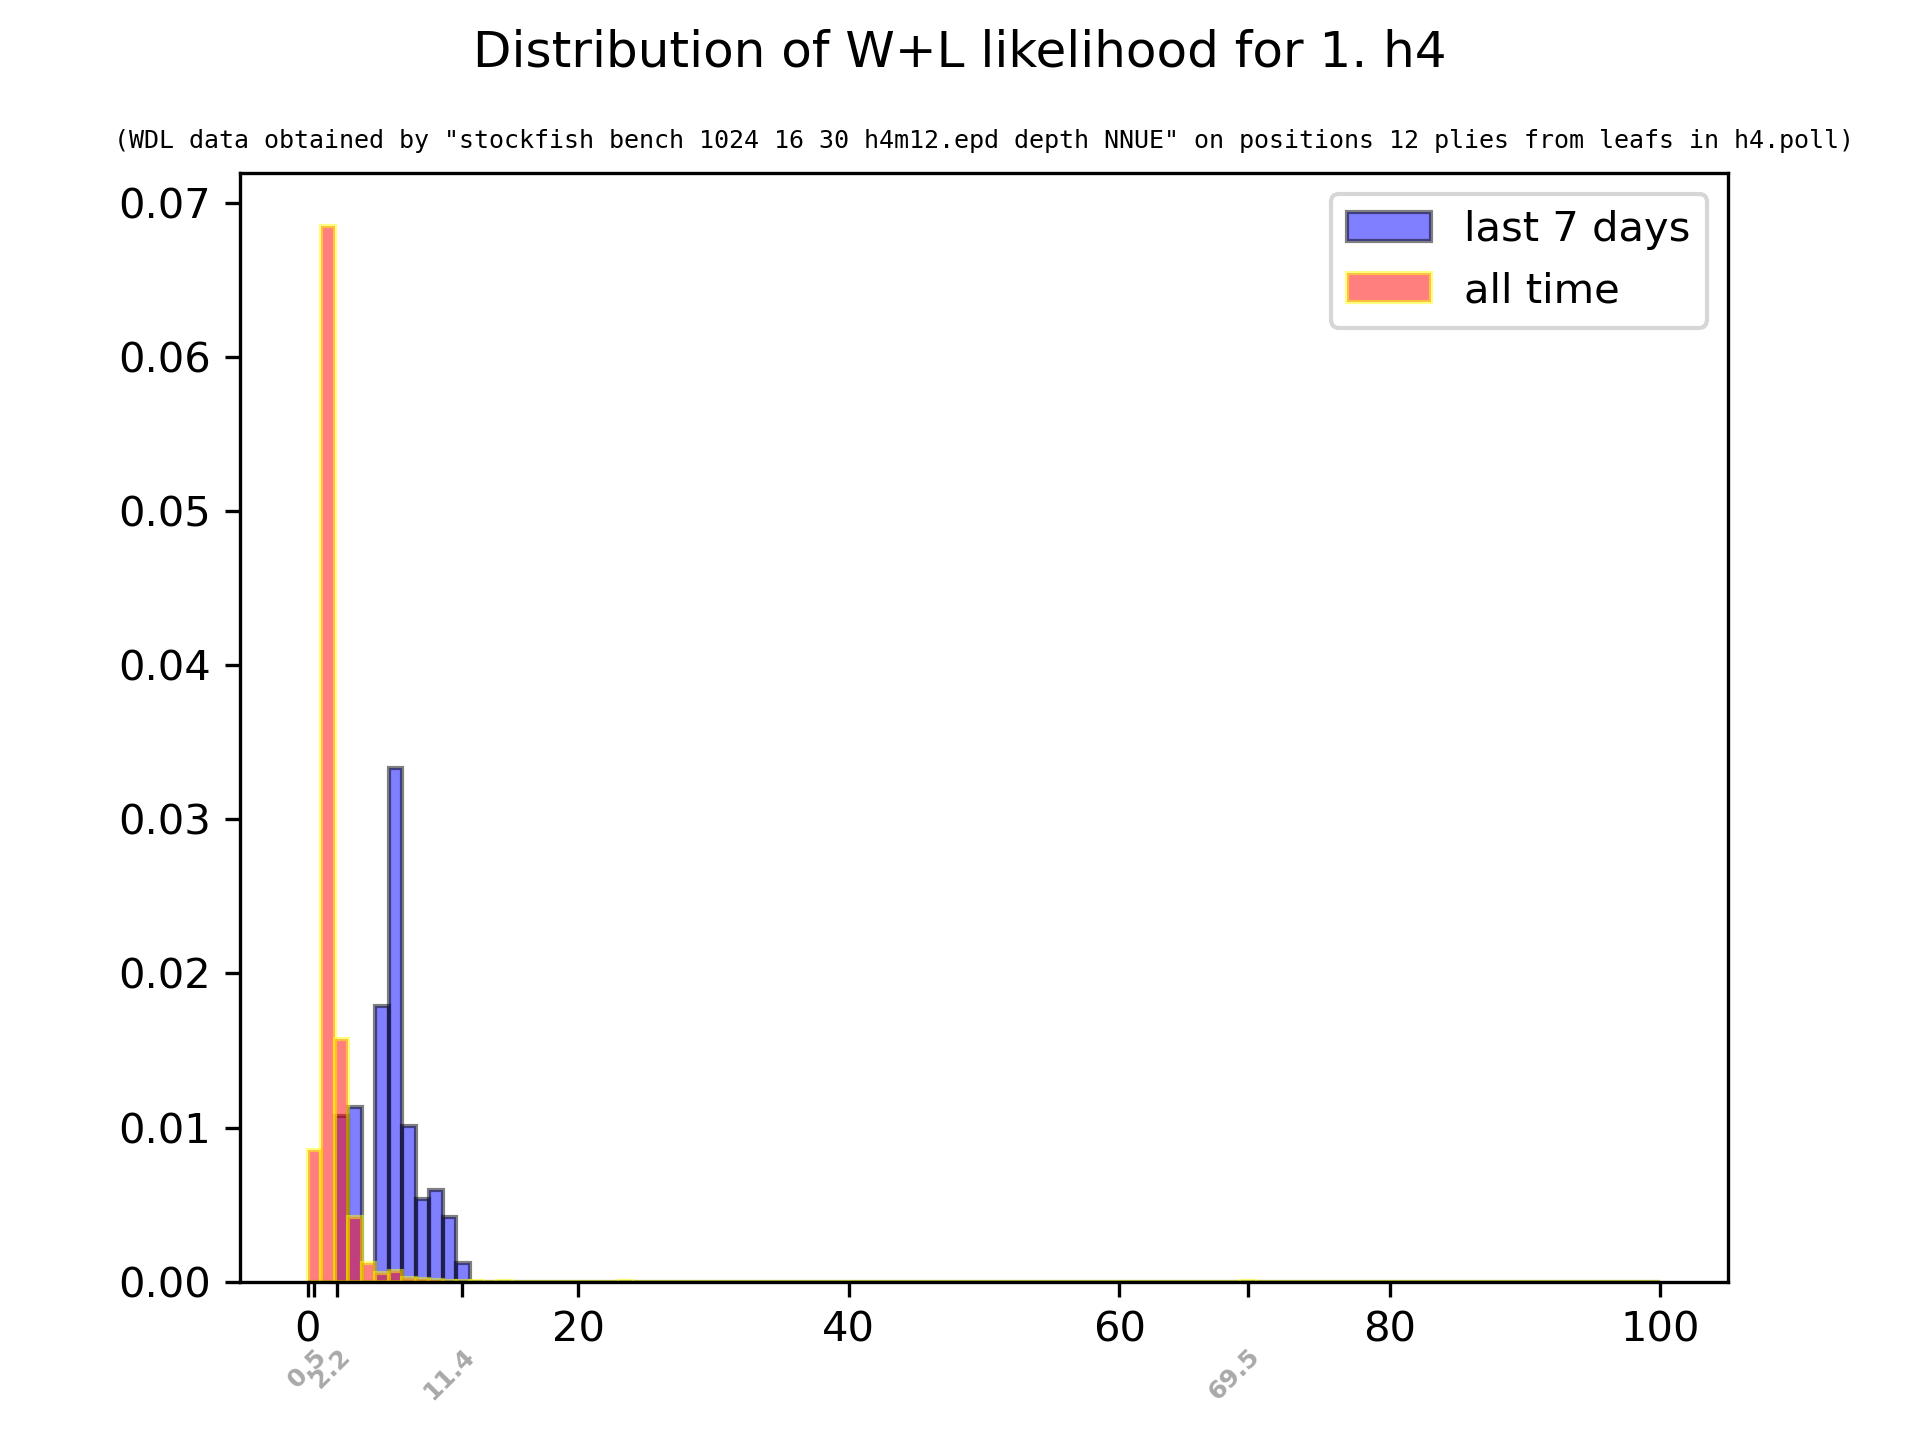 Distribution of W+L likelihood for 1. h4
(WDL data obtained by "stockfish bench 1024 16 30 h4m12.epd depth NNUE" on positions 12 plies from leafs in h4.poll)
last 7 days
all time
0.07
0.06
0.05
0.04
0.03
0.02
0.01
0.00
0 20 40 60 80 100
0.5 2.2 11.4 69.5